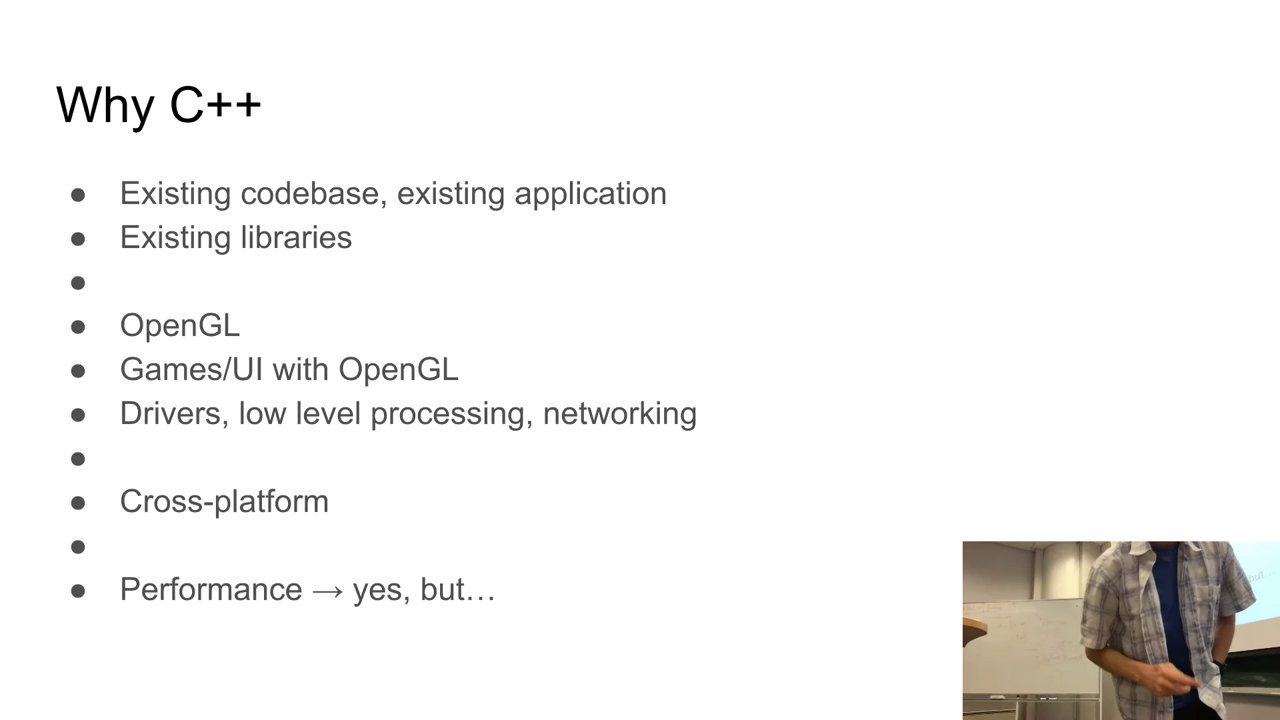 Why C++
● Existing codebase, existing application
● Existing libraries
●
● OpenGL
● Games/UI with OpenGL
● Drivers, low level processing, networking
●
● Cross-platform
●
● Performance → yes, but…
but…